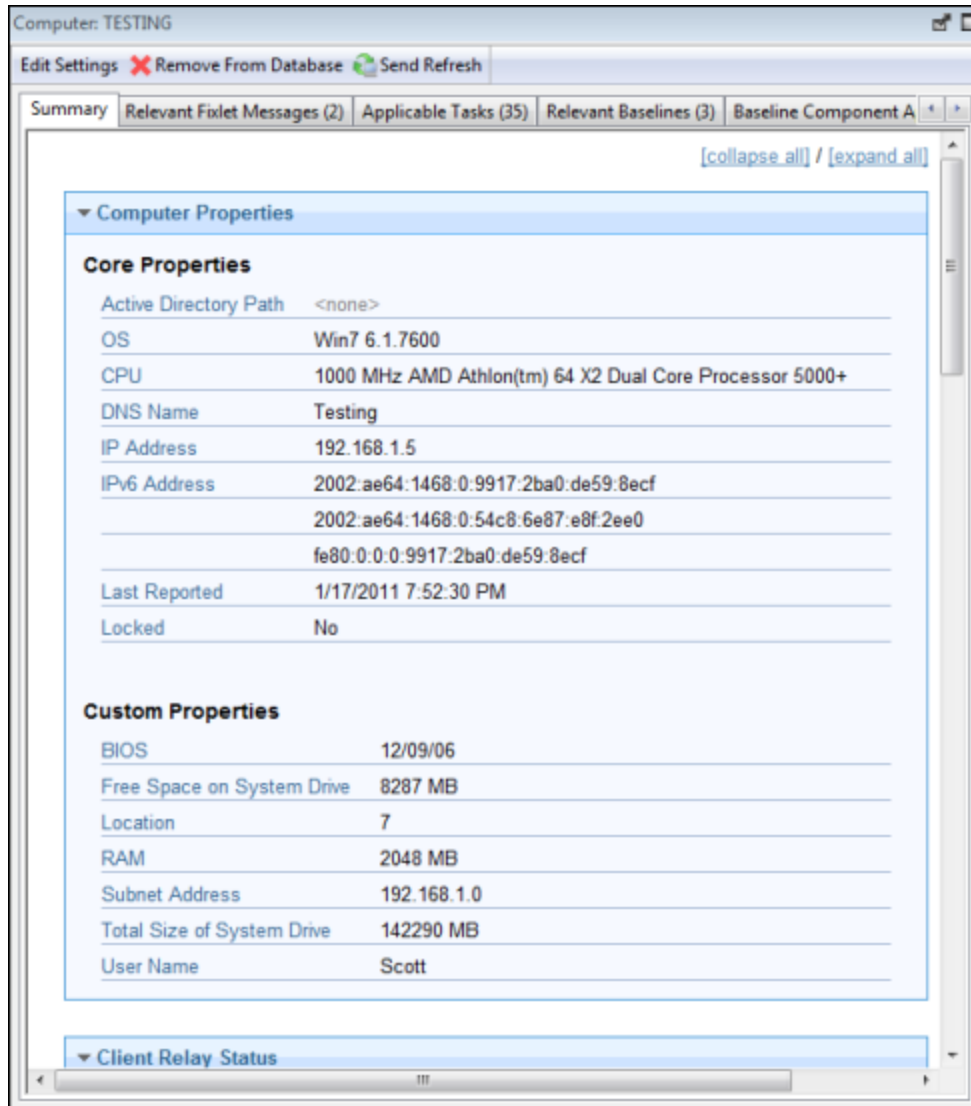 Computer: TESTING
Edit Settings Remove From Database Send Refresh
Summary Relevant Fixlet Messages (2) Applicable Tasks (35) Relevant Baselines (3) Baseline Component A
[collapse all] / [expand all]
Computer Properties
Core Properties
Active Directory Path <none>
OS Win7 6.1.7600
CPU 1000 MHz AMD Athlon(tm) 64 X2 Dual Core Processor 5000+
DNS Name Testing
IP Address 192.168.1.5
IPv6 Address 2002:ae64:1468:0:9917:2ba0:de59:8ecf
2002:ae64:1468:0:54c8:6e87:e8f:2ee0
fe80:0:0:0:9917:2ba0:de59:8ecf
Last Reported 1/17/2011 7:52:30 PM
Locked No
Custom Properties
BIOS 12/09/06
Free Space on System Drive 8287 MB
Location 7
RAM 2048 MB
Subnet Address 192.168.1.0
Total Size of System Drive 142290 MB
User Name Scott
Client Relay Status